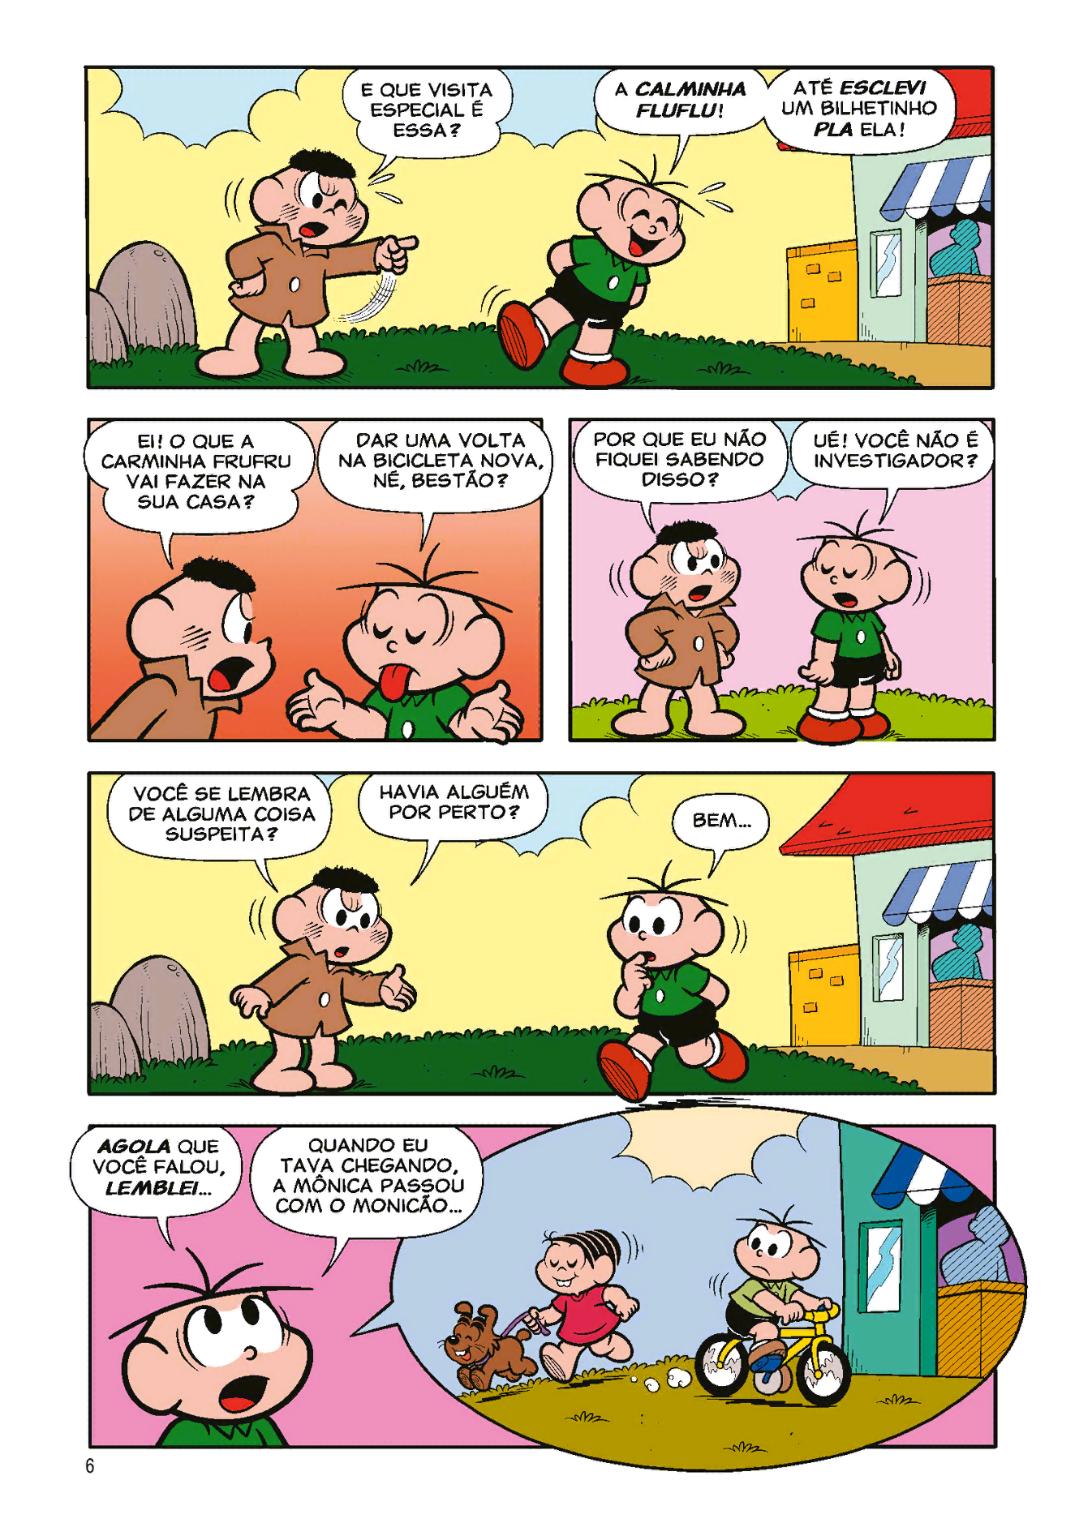 E QUE VISITA
ESPECIAL É
ESSA?
A CALMINHA
FLUFLU!
ATÉ ESCLEVI
UM BILHETINHO
PLA ELA!
EI! O QUE A
CARMINHA FRUFRU
VAI FAZER NA
SUA CASA?
DAR UMA VOLTA
NA BICICLETA NOVA,
NÉ, BESTÃO?
POR QUE EU NÃO
FIQUEI SABENDO
DISSO?
UÉ! VOCÊ NÃO É
INVESTIGADOR?
VOCÊ SE LEMBRA
DE ALGUMA COISA
SUSPEITA?
HAVIA ALGUÉM
POR PERTO?
BEM...
AGOLA QUE
VOCÊ FALOU,
LEMBLEI...
QUANDO EU
TAVA CHEGANDO,
A MÔNICA PASSOU
COM O MONICÃO...
6